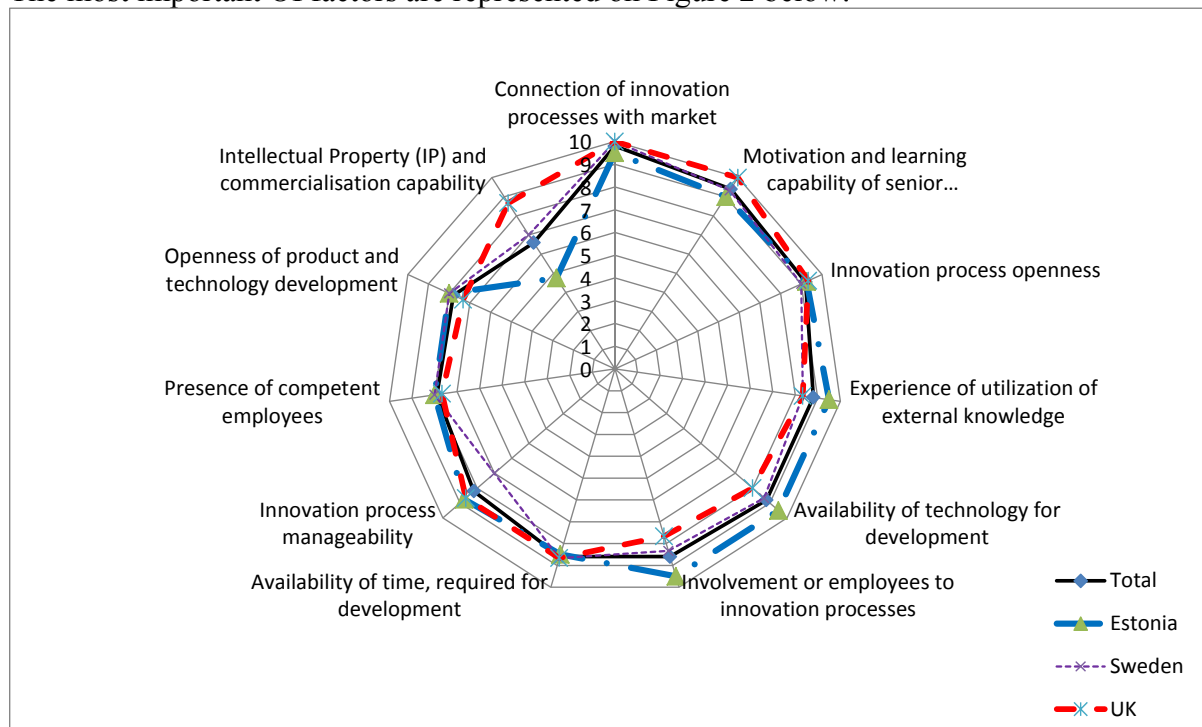 The most important factors are represented on Figure 2 below.
Connection of innovation
processes with market
Motivation and learning
capability of senior…
Innovation process openness
Experience of utilization of
external knowledge
Availability of technology for
development
Involvement or employees to
innovation processes
Availability of time, required for
development
Innovation process
manageability
Presence of competent
employees
Openness of product and
technology development
Intellectual Property (IP) and
commercialisation capability
10
9
8
7
6
5
4
3
2
1
0
Total
Estonia
Sweden
UK